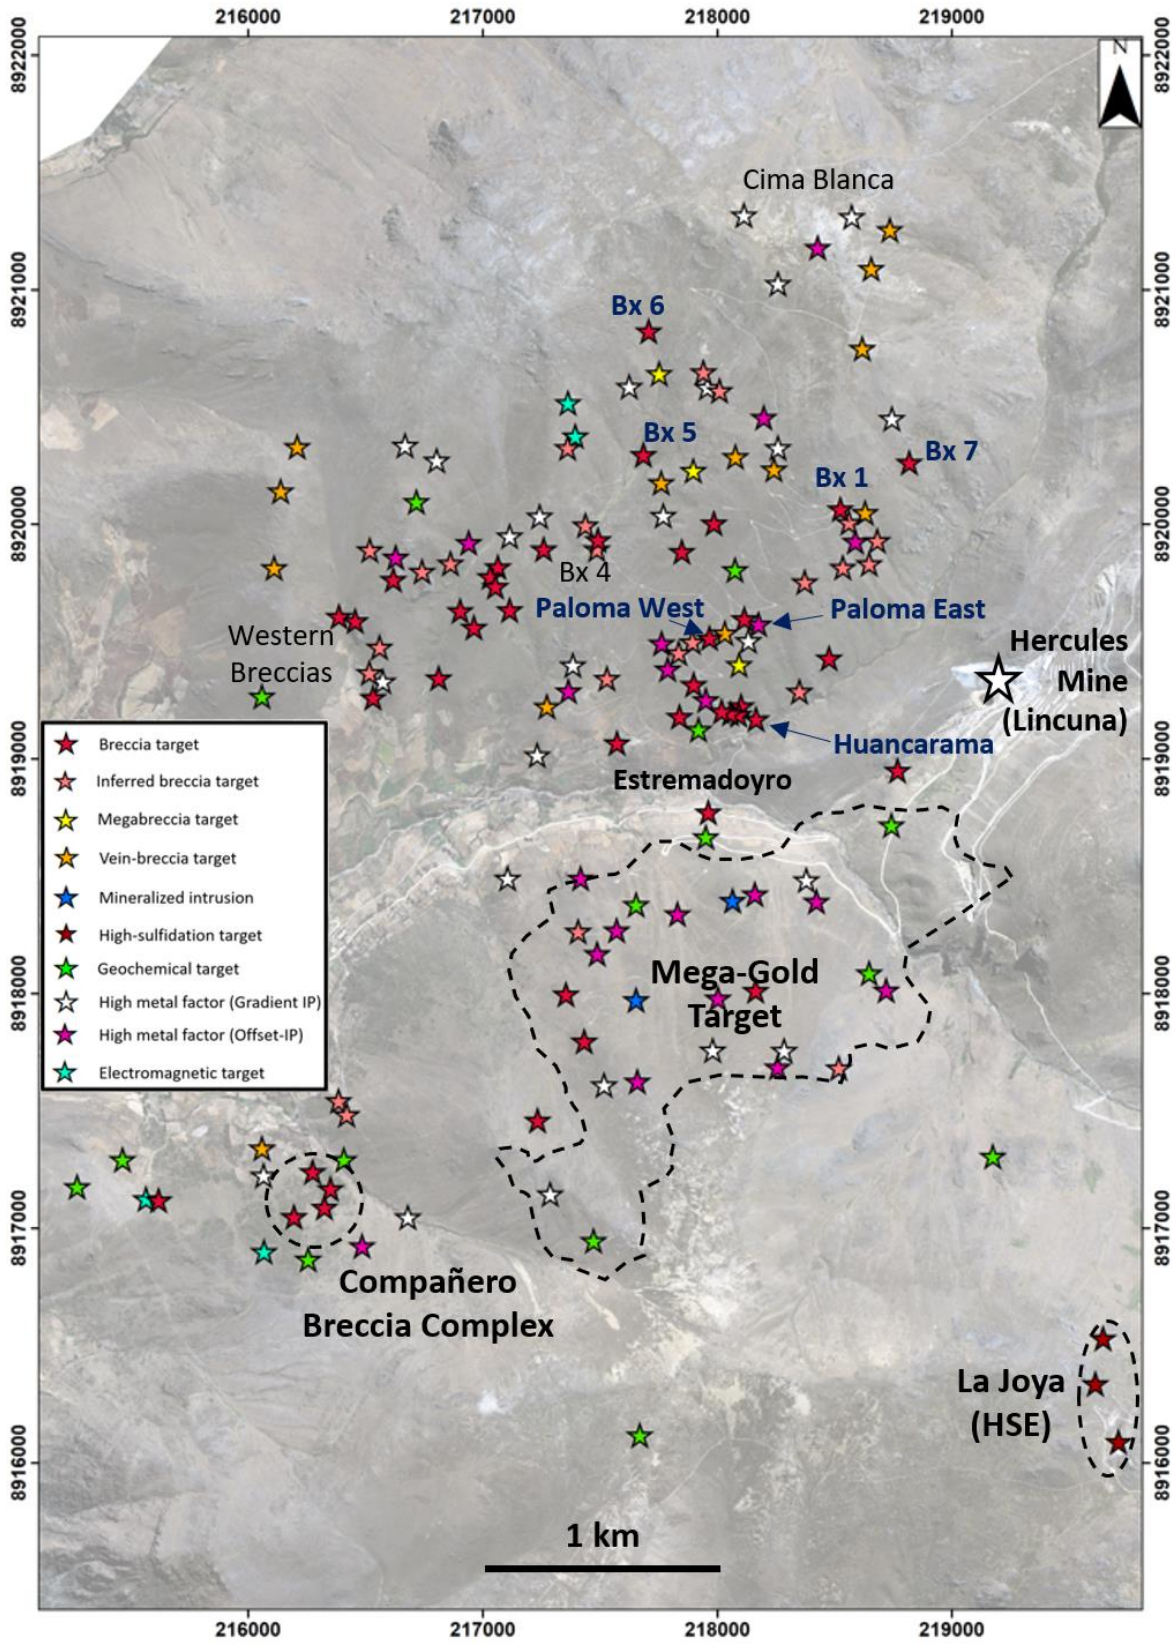 216000 217000 218000 219000
8922000 8922000
N
Cima Blanca
8921000 8921000
Bx 6
Bx 5
Bx 7
Bx 1
8920000 8920000
Bx 4
Paloma West
Paloma East
Western
Breccias
Hercules
Mine
(Lincuna)
Huancarama
8919000 8919000
Estremadoyro
Breccia target
Inferred breccia target
Megabreccia target
Vein-breccia target
Mineralized intrusion
High-sulfidation target
Geochemical target
High metal factor (Gradient IP)
High metal factor (Offset-IP)
Electromagnetic target
Mega-Gold
Target
8918000 8918000
8917000 8917000
Compañero
Breccia Complex
La Joya
(HSE)
8916000 8916000
1 km
216000 217000 218000 219000